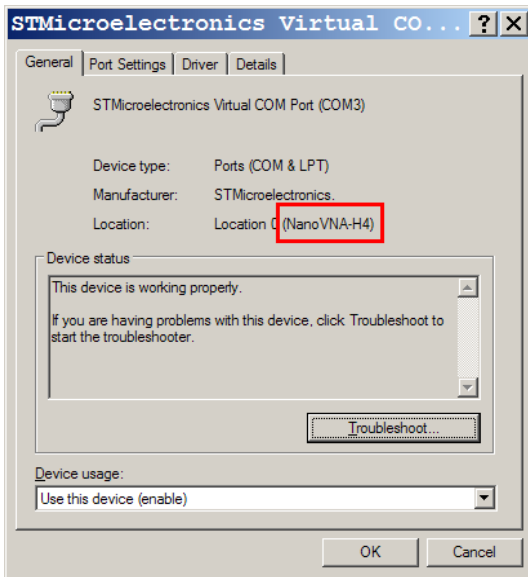 STMicroelectronics Virtual CO...
General Port Settings Driver Details
STMicroelectronics Virtual COM Port (COM3)
Device type: Ports (COM & LPT)
Manufacturer: STMicroelectronics.
Location: Location 0 (NanoVNA-H4)
Device status
This device is working properly.
If you are having problems with this device, click Troubleshoot to
start the troubleshooter.
Troubleshoot...
Device usage:
Use this device (enable)
OK Cancel